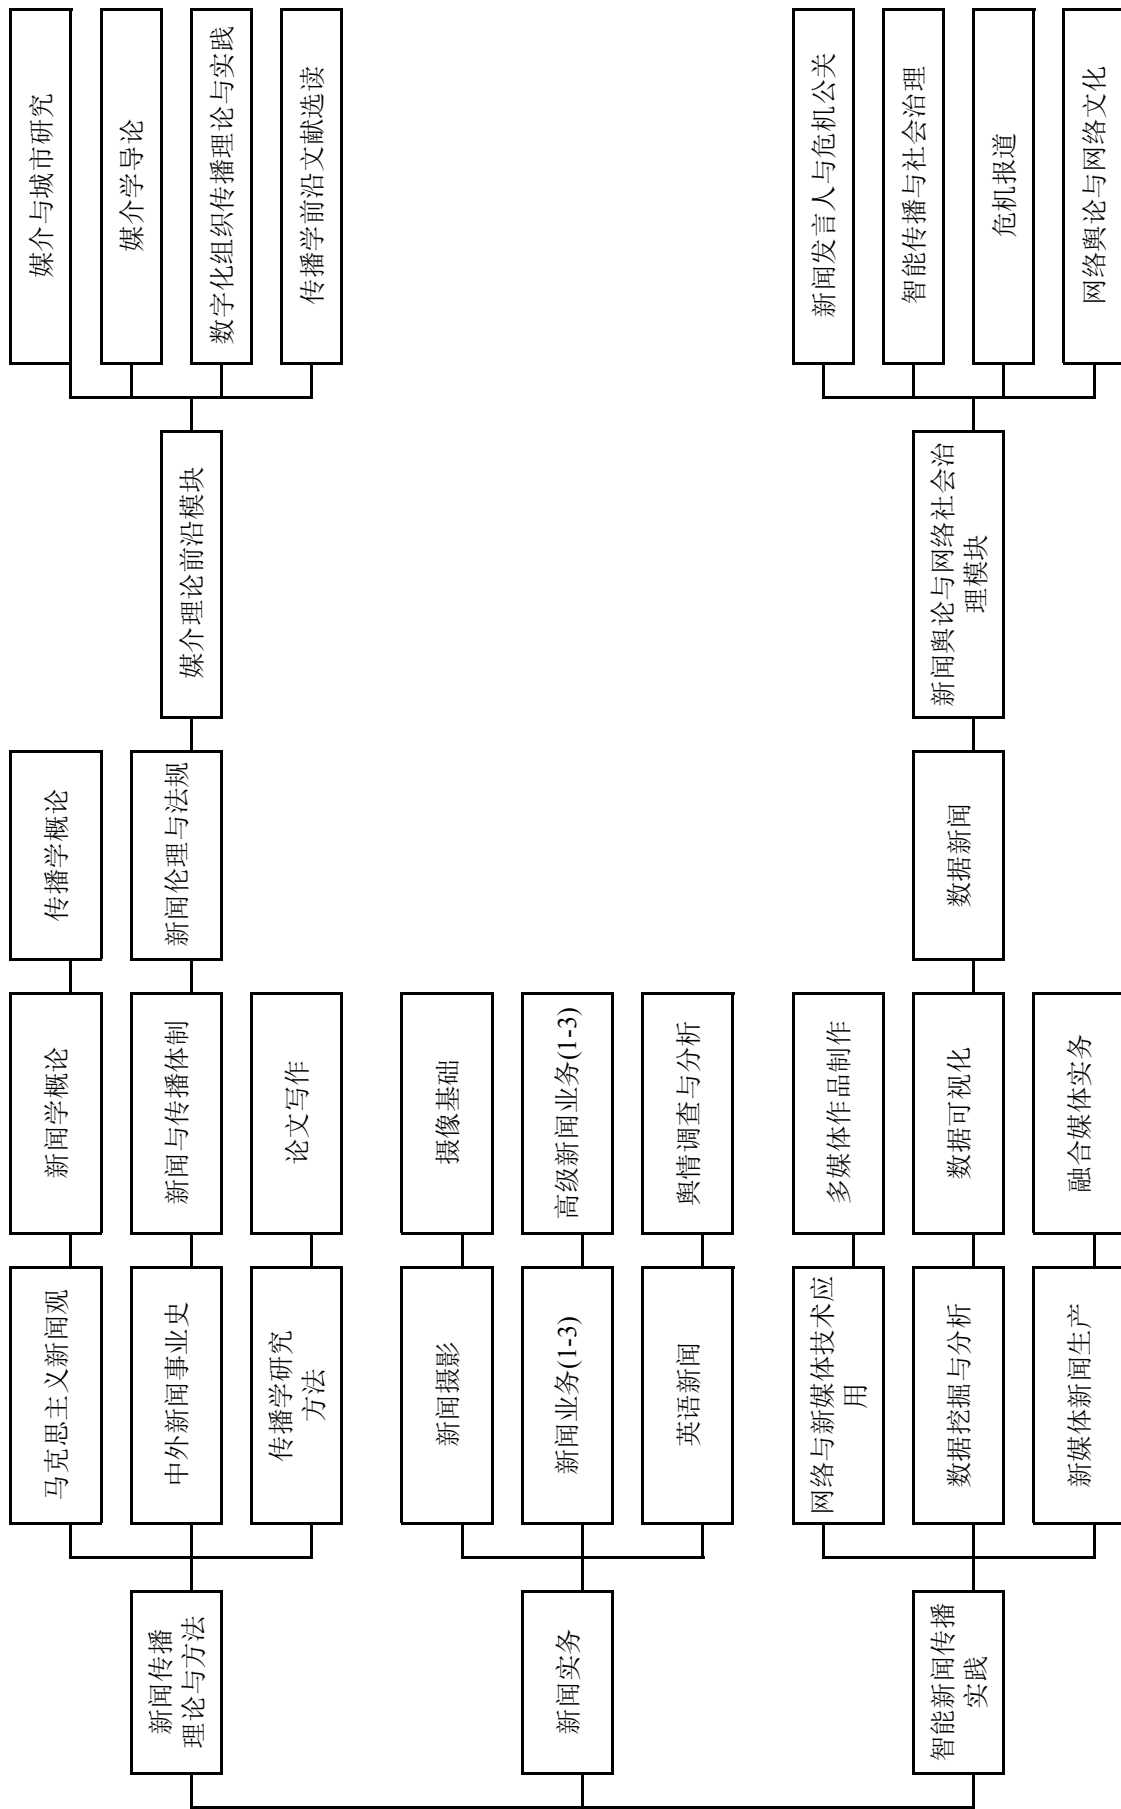 新闻传播
理论与方法
马克思主义新闻观
新闻学概论
传播学概论
中外新闻事业史
新闻与传播体制
新闻伦理与法规
传播学研究
方法
论文写作
媒介理论前沿模块
媒介与城市研究
媒介学导论
数字化组织传播理论与实践
传播学前沿文献选读
新闻实务
新闻摄影
摄像基础
新闻业务(1-3)
高级新闻业务(1-3)
英语新闻
舆情调查与分析
智能新闻传播
实践
网络与新媒体技术应
用
多媒体作品制作
数据挖掘与分析
数据可视化
数据新闻
新媒体新闻生产
融合媒体实务
新闻舆论与网络社会治
理模块
新闻发言人与危机公关
智能传播与社会治理
危机报道
网络舆论与网络文化